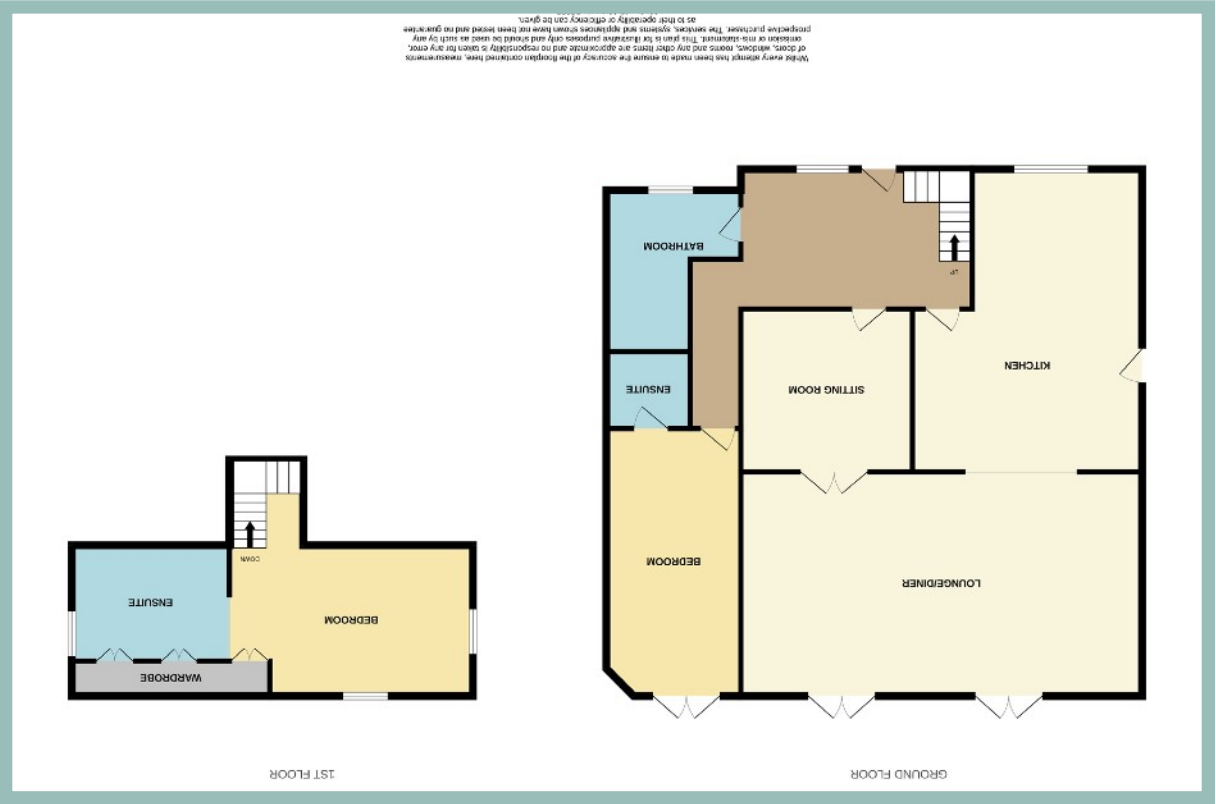 GROUND FLOOR
LOUNGE/DINER
BEDROOM
KITCHEN
SITTING ROOM
ENSUITE
UP
BATHROOM
1ST FLOOR
WARDROBE
BEDROOM
ENSUITE
DOWN
Whilst every attempt has been made to ensure the accuracy of the floorplan contained here, measurements
of doors, windows, rooms and any other items are approximate and no responsibility is taken for any error,
omission or mis-statement. This plan is for illustrative purposes only and should be used as such by any
prospective purchaser. The services, systems and appliances shown have not been tested and no guarantee
as to their operability or efficiency can be given.